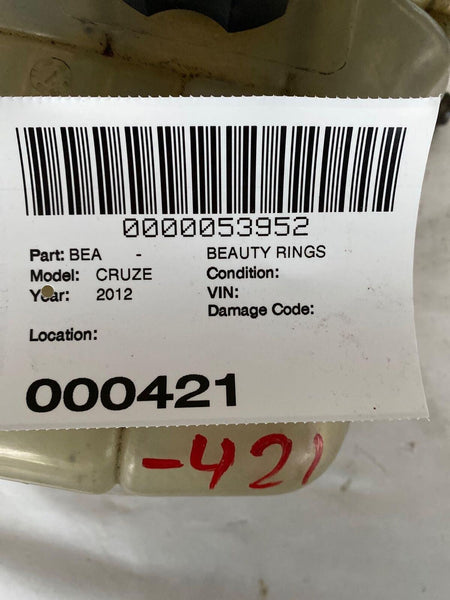 0000053952
Part: BEA - BEAUTY RINGS
Model: CRUZE Condition:
Year: 2012 VIN:
Damage Code:
Location:
000421
-421